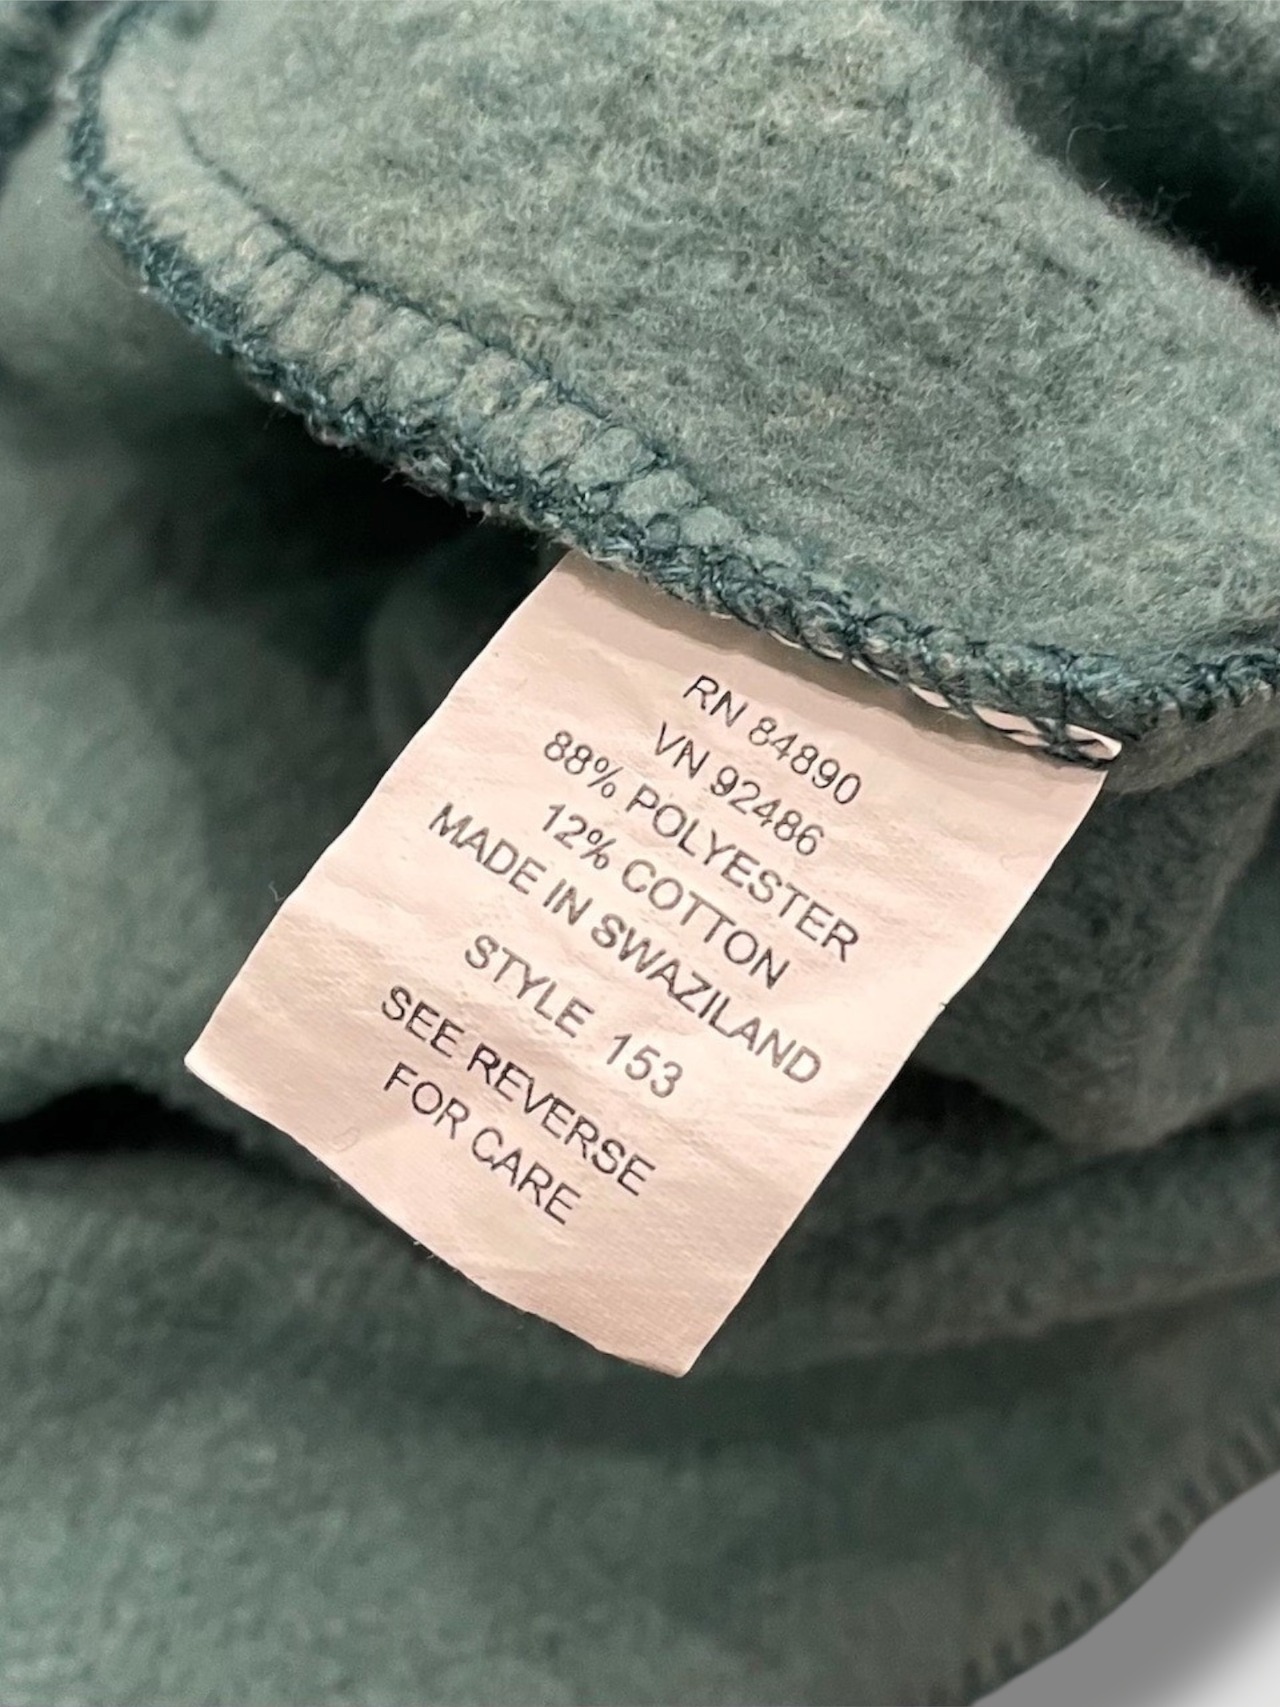 RN 84890
VN 92486
88% POLYESTER
12% COTTON
MADE IN SWAZILAND
STYLE 153
SEE REVERSE
FOR CARE